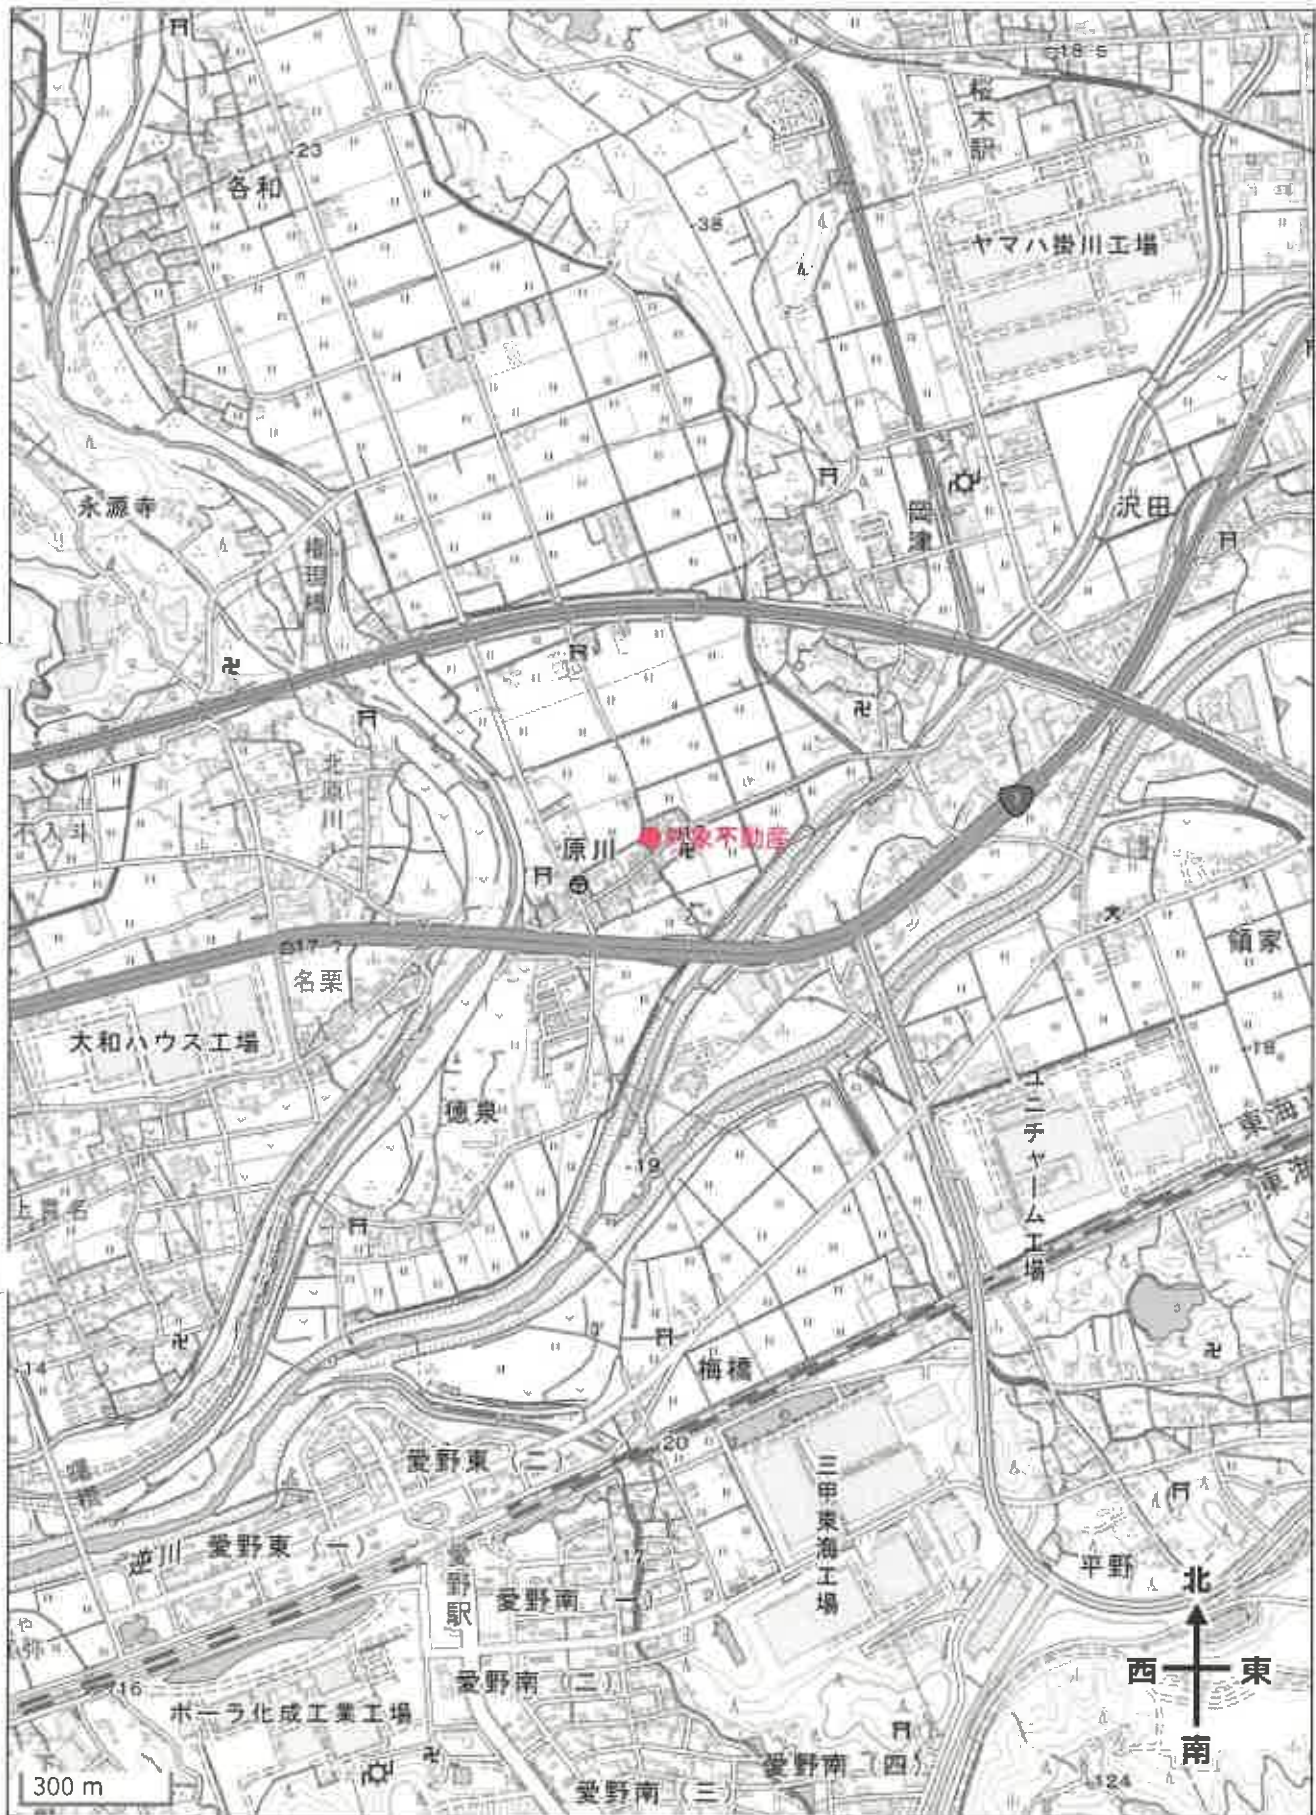 桜木駅
23
各和
38
ヤマハ掛川工場
永源寺
岡津
沢田
権現橋
北原川
不入斗
原川
不動産
領家
名栗
大和ハウス工場
18
ユニチャーム工場
東海
徳泉
19
上貫名
東海
14
梅橋
20
愛野東(二)
三甲東海工場
逆川
愛野東(一)
愛野駅
17
愛野南(一)
平野
北
西
東
南
愛野南(二)
16
ポーラ化成工業工場
愛野南(四)
124
300 m
愛野南(三)